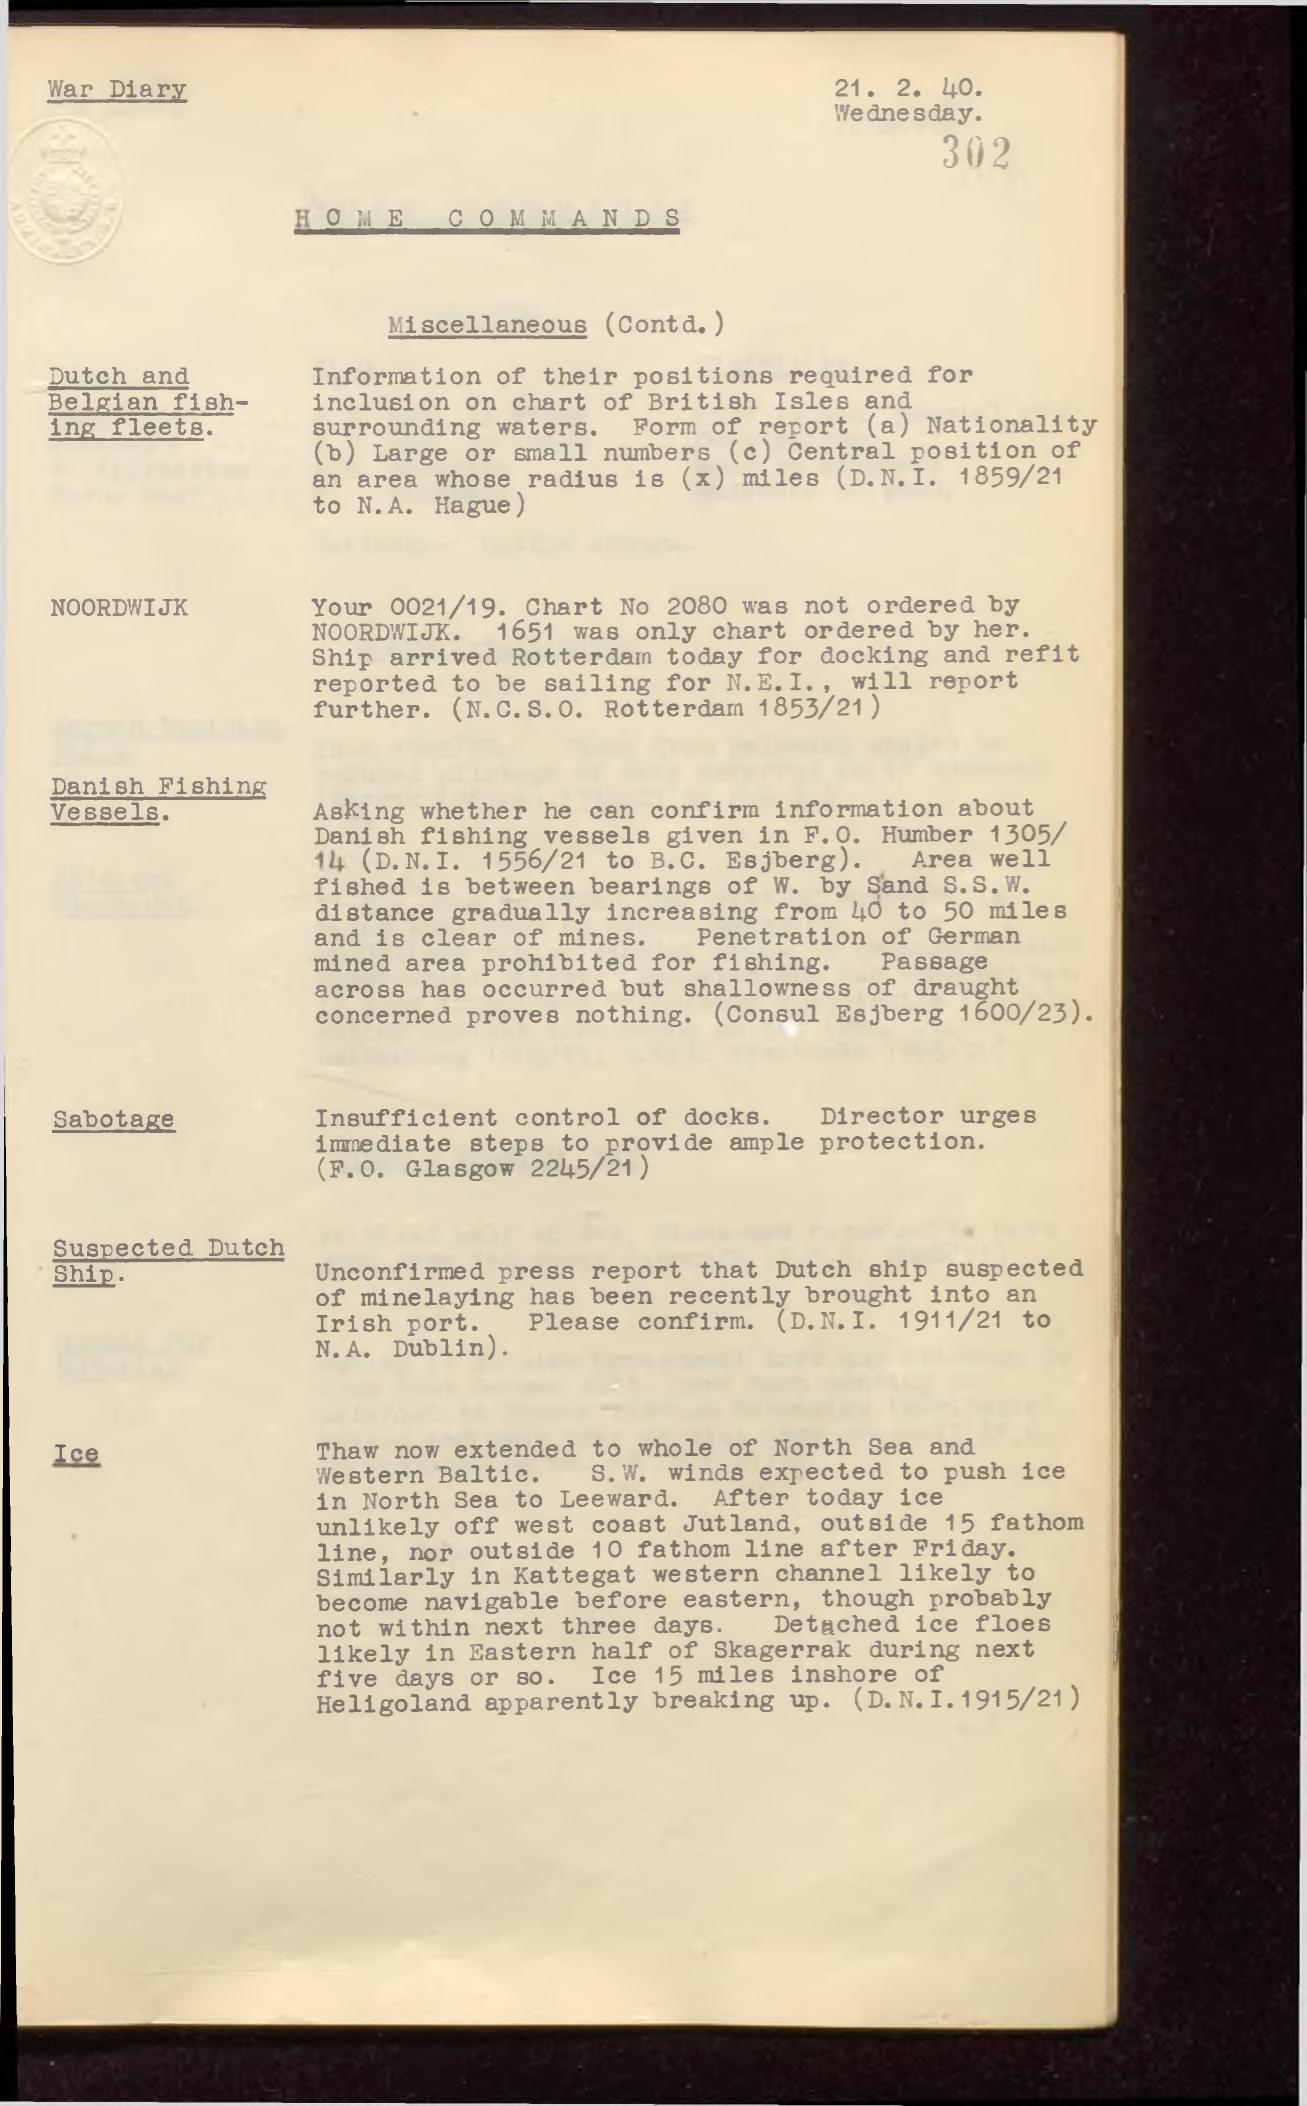 War Diary
21. 2. 40.
Wednesday.
302
HOME COMMANDS
Miscellaneous (Contd.)
Dutch and
Belgian fish-
ing fleets.
Information of their positions required for
inclusion on chart of British Isles and
surrounding waters. Form of report (a) Nationality
(b) Large or small numbers (c) Central position of
an area whose radius is (x) miles (D.N.I. 1859/21
to N.A. Hague)
NOORDWIJK
Your 0021/19. Chart No 2080 was not ordered by
NOORDWIJK. 1651 was only chart ordered by her.
Ship arrived Rotterdam today for docking and refit
reported to be sailing for N.E.I., will report
further. (N.C.S.O. Rotterdam 1853/21)
Danish Fishing
Vessels.
Asking whether he can confirm information about
Danish fishing vessels given in F.O. Humber 1305/
14 (D.N.I. 1556/21 to B.C. Esjberg). Area well
fished is between bearings of W. by Sand S.S.W.
distance gradually increasing from 40 to 50 miles
and is clear of mines. Penetration of German
mined area prohibited for fishing. Passage
across has occurred but shallowness of draught
concerned proves nothing. (Consul Esjberg 1600/23).
Sabotage
Insufficient control of docks. Director urges
immediate steps to provide ample protection.
(F.O. Glasgow 2245/21)
Suspected Dutch
Ship.
Unconfirmed press report that Dutch ship suspected
of minelaying has been recently brought into an
Irish port. Please confirm. (D.N.I. 1911/21 to
N.A. Dublin).
Ice
Thaw now extended to whole of North Sea and
Western Baltic. S.W. winds expected to push ice
in North Sea to Leeward. After today ice
unlikely off west coast Jutland, outside 15 fathom
line, nor outside 10 fathom line after Friday.
Similarly in Kattegat western channel likely to
become navigable before eastern, though probably
not within next three days. Detached ice floes
likely in Eastern half of Skagerrak during next
five days or so. Ice 15 miles inshore of
Heligoland apparently breaking up. (D.N.I.1915/21)